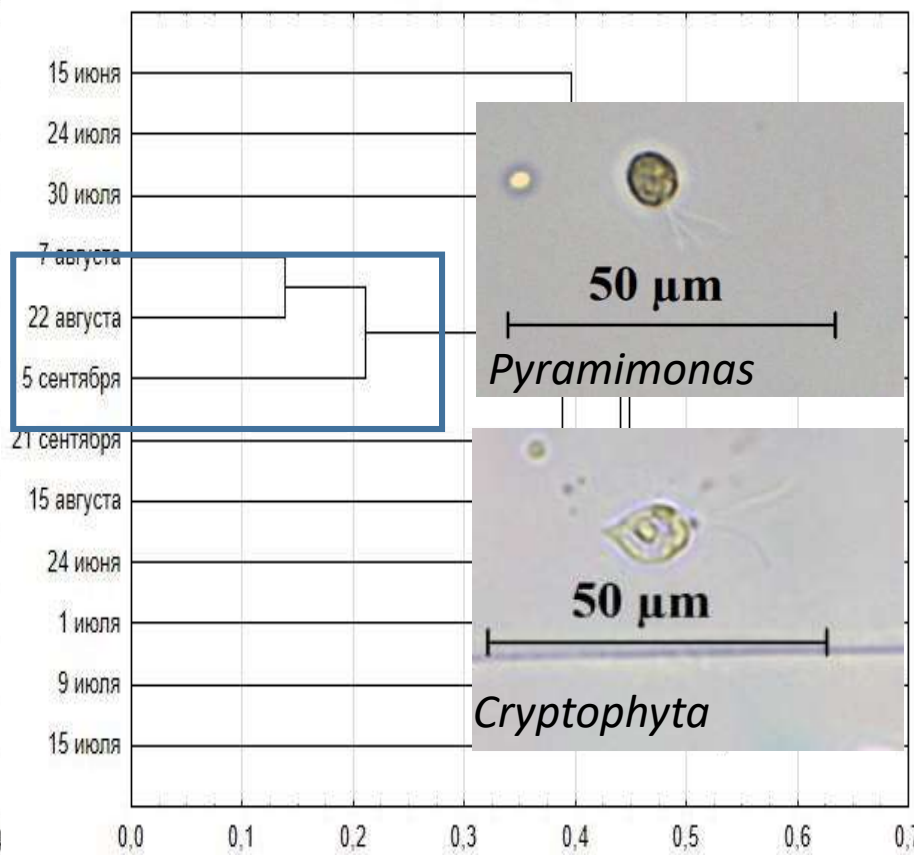 15 июня
24 июля
30 июля
7 августа
22 августа
5 сентября
21 сентября
15 августа
24 июня
1 июля
9 июля
15 июля
50 µm
Pyramimonas
50 µm
Cryptophyta
0,0 0,1 0,2 0,3 0,4 0,5 0,6 0,7